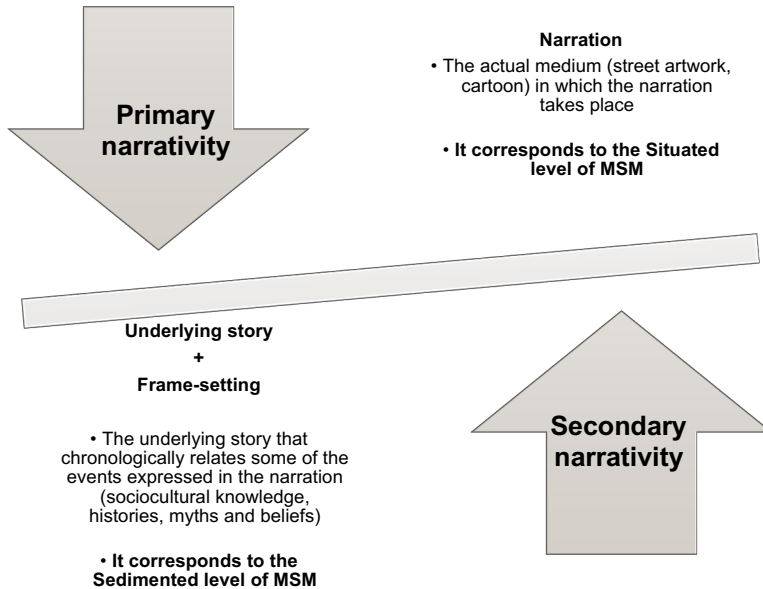 Primary
narrativity
Narration
• The actual medium (street artwork,
cartoon) in which the narration
takes place
• It corresponds to the Situated
level of MSM
Underlying story
+
Frame-setting
• The underlying story that
chronologically relates some of the
events expressed in the narration
(sociocultural knowledge,
histories, myths and beliefs)
• It corresponds to the
Sedimented level of MSM
Secondary
narrativity